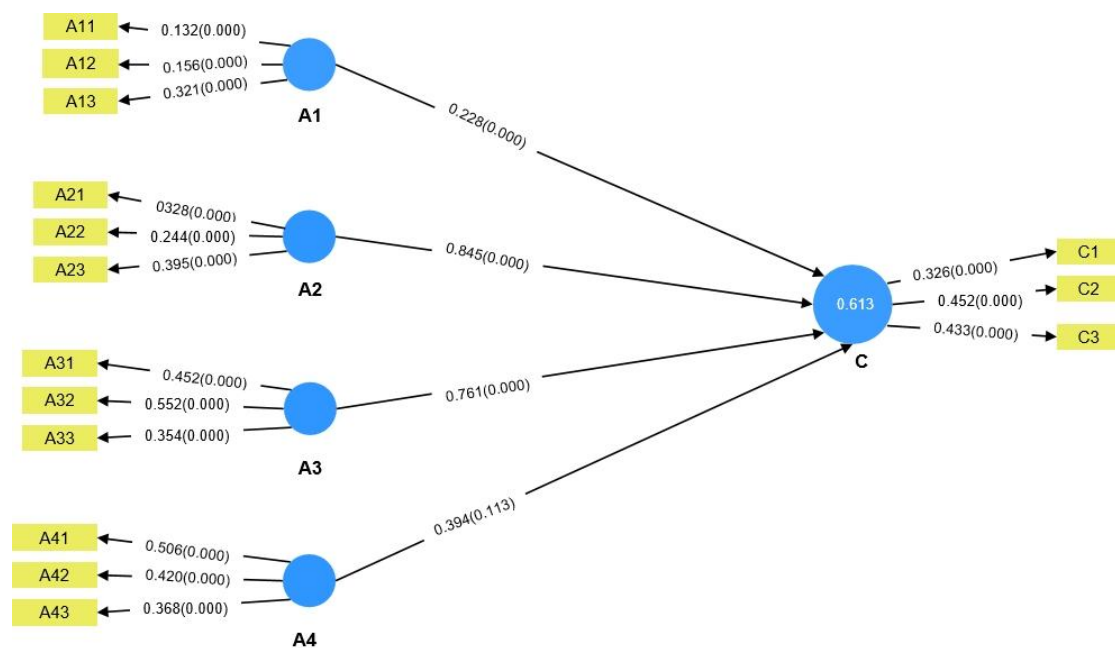 A11
0.132(0.000)
A12
0.156(0.000)
A13
0.321(0.000)
A1
0.228(0.000)
A21
0328(0.000)
A22
0.244(0.000)
A23
0.395(0.000)
A2
0.845(0.000)
A31
0.452(0.000)
A32
0.552(0.000)
A33
0.354(0.000)
A3
0.761(0.000)
A41
0.506(0.000)
A42
0.420(0.000)
A43
0.368(0.000)
A4
0.394(0.113)
0.613
C
0.326(0.000)
C1
0.452(0.000)
C2
0.433(0.000)
C3